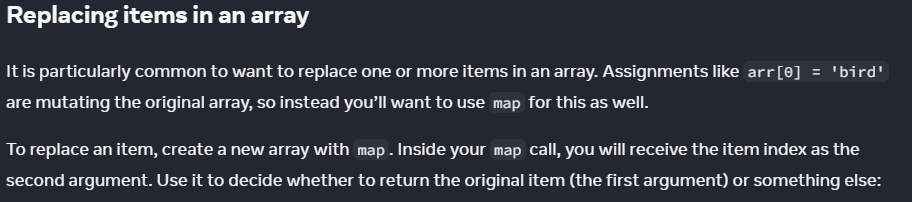 Replacing items in an array
It is particularly common to want to replace one or more items in an array. Assignments like arr[0] = 'bird'
are mutating the original array, so instead you’ll want to use map for this as well.
To replace an item, create a new array with map. Inside your map call, you will receive the item index as the
second argument. Use it to decide whether to return the original item (the first argument) or something else: